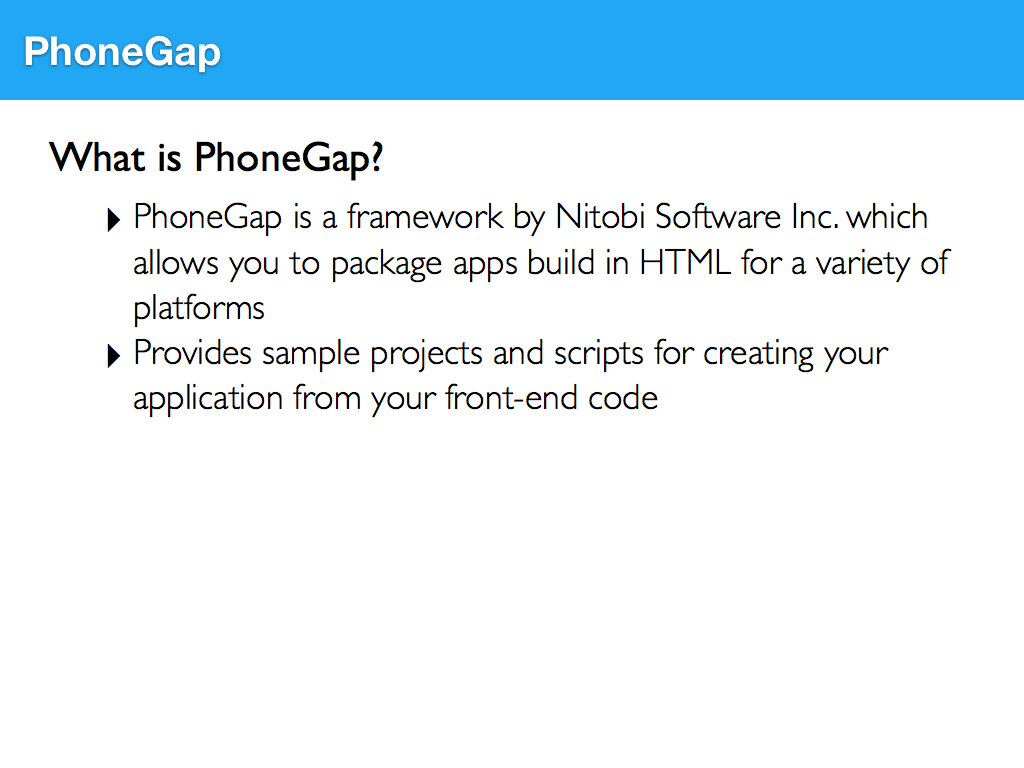 PhoneGap
What is PhoneGap?
PhoneGap is a framework by Nitobi Software Inc. which
allows you to package apps build in HTML for a variety of
platforms
Provides sample projects and scripts for creating your
application from your front-end code